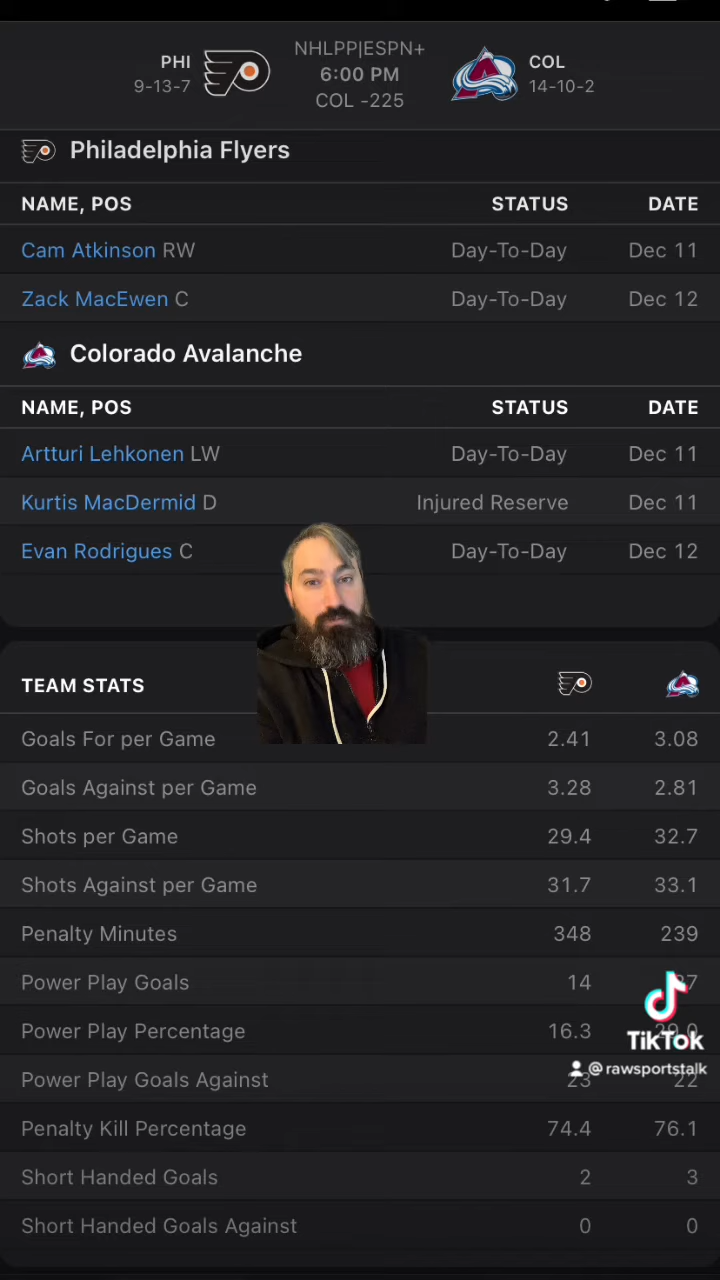 NHLPP|ESPN+
PHI 6:00 PM COL
9-13-7 COL -225 14-10-2
Philadelphia Flyers
NAME, POS STATUS DATE
Cam Atkinson RW Day-To-Day Dec 11
Zack MacEwen C Day-To-Day Dec 12
Colorado Avalanche
NAME, POS STATUS DATE
Artturi Lehkonen LW Day-To-Day Dec 11
Kurtis MacDermid D Injured Reserve Dec 11
Evan Rodrigues C Day-To-Day Dec 12
TEAM STATS
Goals For per Game 2.41 3.08
Goals Against per Game 3.28 2.81
Shots per Game 29.4 32.7
Shots Against per Game 31.7 33.1
Penalty Minutes 348 239
Power Play Goals 14
Power Play Percentage 16.3
TikTok
@rawsportstalk
Power Play Goals Against 23 22
Penalty Kill Percentage 74.4 76.1
Short Handed Goals 2 3
Short Handed Goals Against 0 0